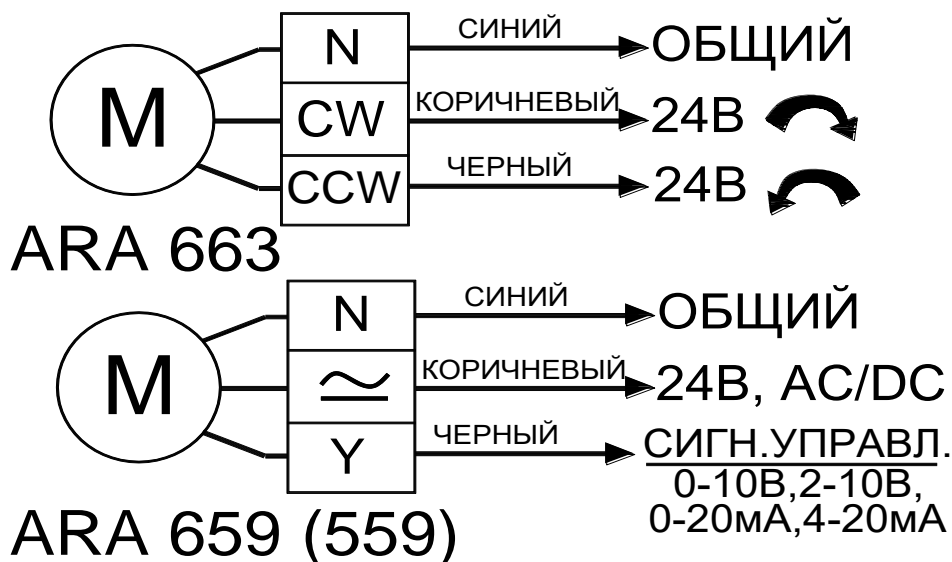 M N СИНИЙ ОБЩИЙ
CW КОРИЧНЕВЫЙ 24В
CCW ЧЕРНЫЙ 24В
ARA 663
M N СИНИЙ ОБЩИЙ
КОРИЧНЕВЫЙ 24В, AC/DC
Y ЧЕРНЫЙ СИГН.УПРАВЛ.
0-10В,2-10В,
0-20мА,4-20мА
ARA 659 (559)